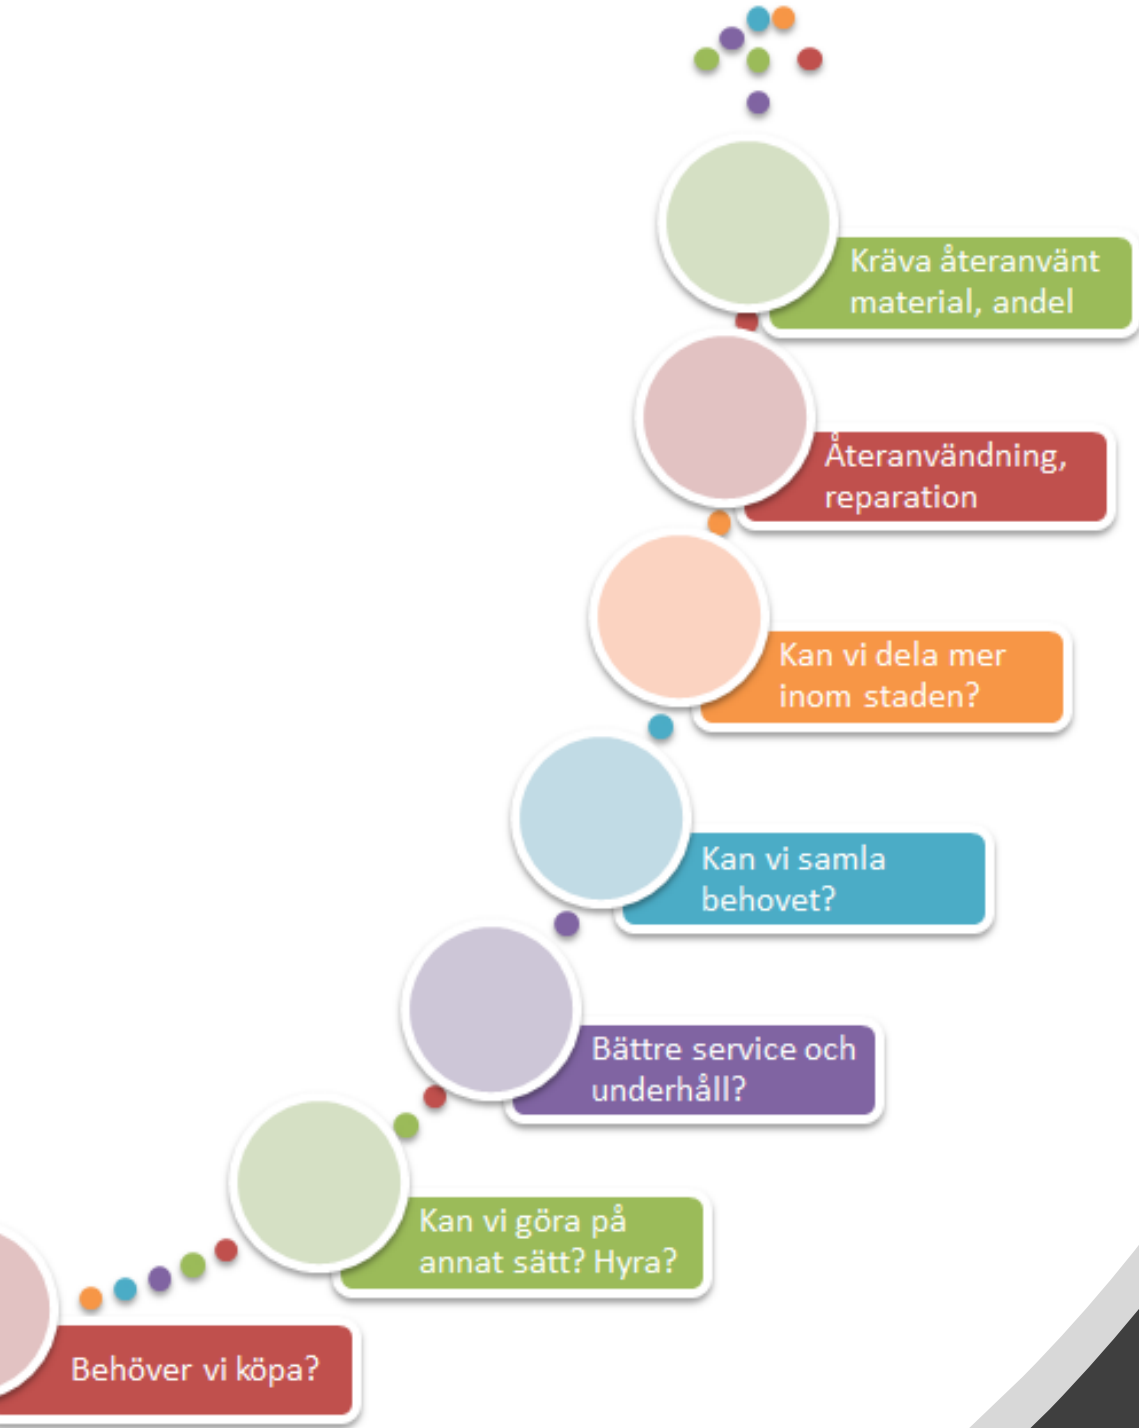 Kräva återanvänt
material, andel
Återanvändning,
reparation
Kan vi dela mer
inom staden?
Kan vi samla
behovet?
Bättre service och
underhåll?
Kan vi göra på
annat sätt? Hyra?
Behöver vi köpa?